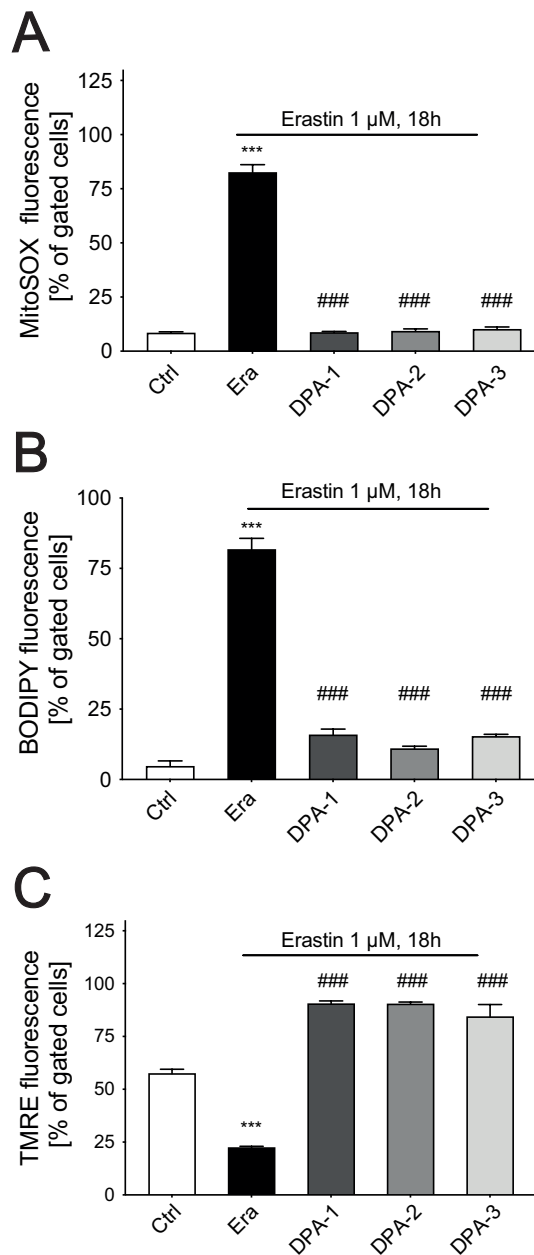 A
MitoSOX fluorescence
[% of gated cells]
125
100
75
50
25
0
Erastin 1 µM, 18h
***
### ### ###
Ctrl Era DPA-1 DPA-2 DPA-3
B
BODIPY fluorescence
[% of gated cells]
100
75
50
25
0
Erastin 1 µM, 18h
***
### ### ###
Ctrl Era DPA-1 DPA-2 DPA-3
C
TMRE fluorescence
[% of gated cells]
125
100
75
50
25
0
Erastin 1 µM, 18h
### ### ###
***
Ctrl Era DPA-1 DPA-2 DPA-3